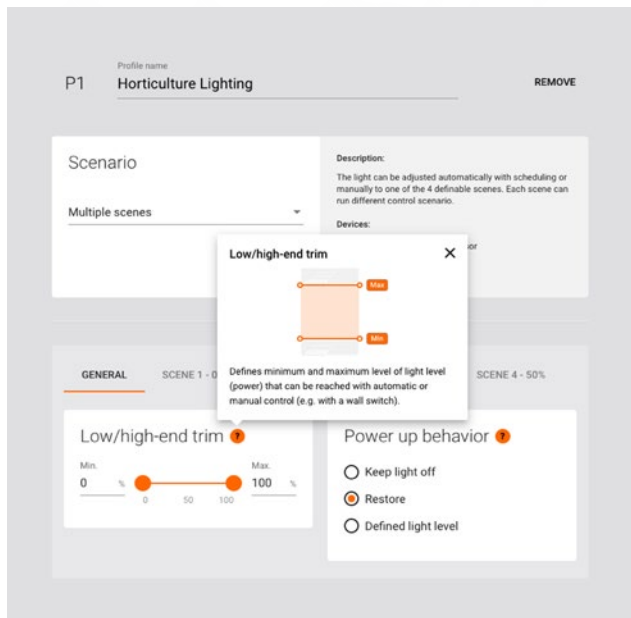 Profile name
P1 Horticulture Lighting REMOVE
Scenario
Multiple scenes
Description:
The light can be adjusted automatically with scheduling or
manually to one of the 4 definable scenes. Each scene can
run different control scenario.
Devices:
Low/high-end trim
Max
Min
Defines minimum and maximum level of light level
(power) that can be reached with automatic or
manual control (e.g. with a wall switch).
GENERAL SCENE 1 - 0 SCENE 4 - 50%
Low/high-end trim ?
Min. Max.
0 % 100 %
0 50 100
Power up behavior ?
Keep light off
Restore
Defined light level